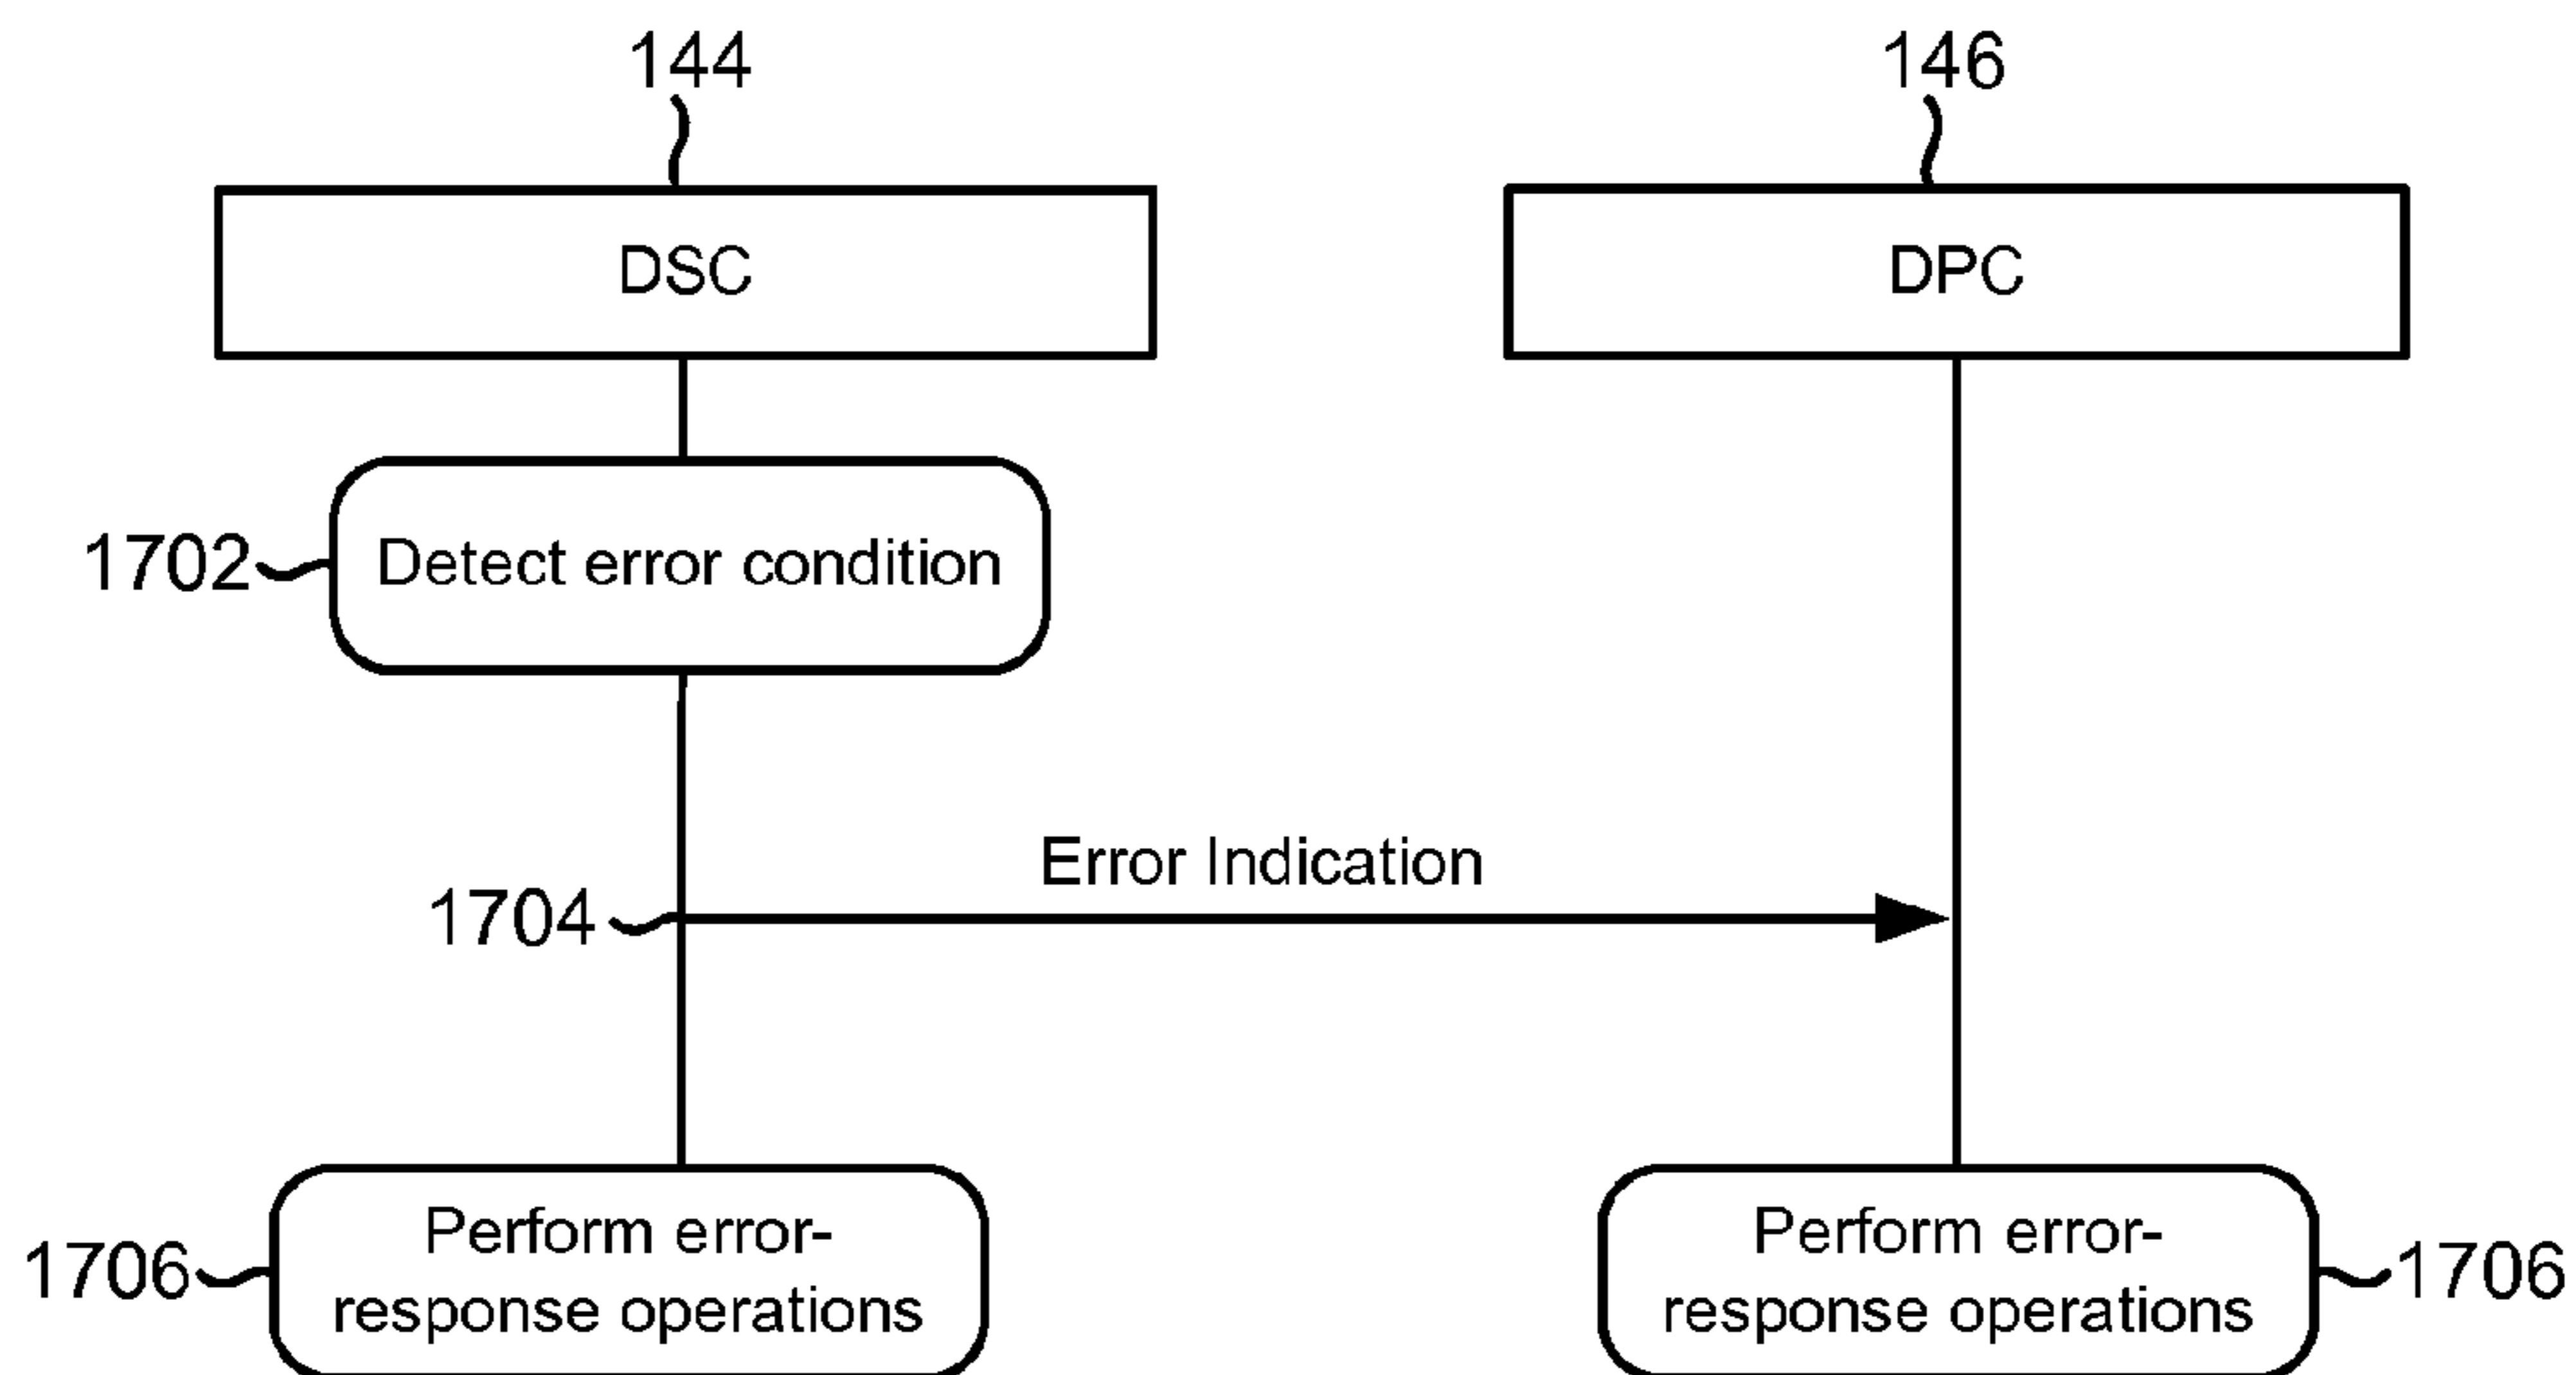 144
146
DSC
DPC
1702
Detect error condition
Error Indication
1704
Perform error-
response operations
1706
Perform error-
response operations
1706